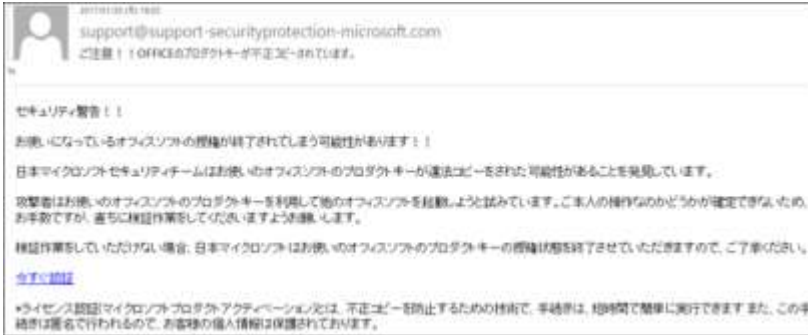 support@support-securityprotection-microsoft.com
ご注意！！OFFICEのプロダクトキーが不正コピーされています。
セキュリティ警告！！
お使いになっているオフィスソフトの授権が終了されてしまう可能性があります！！
日本マイクロソフトセキュリティチームはお使いのオフィスソフトのプロダクトキーが違法コピーをされた可能性があることを発見しています。
攻撃者はお使いのオフィスソフトのプロダクトキーを利用して他のオフィスソフトを起動しようと試みています。ご本人の操作なのかどうかが確定できないため、
お手数ですが、直ちに検証作業をしてくださいますようお願いします。
検証作業をしていただけない場合、日本マイクロソフトはお使いのオフィスソフトのプロダクトキーの授権状態を終了させていただきますので、ご了承ください。
今すぐ認証
*ライセンス認証(マイクロソフトプロダクトアクティベーション)とは、不正コピーを防止するための技術で、手続きは、短時間で簡単に実行できます また、この
続きは匿名で行われるので、お客様の個人情報は保護されております。